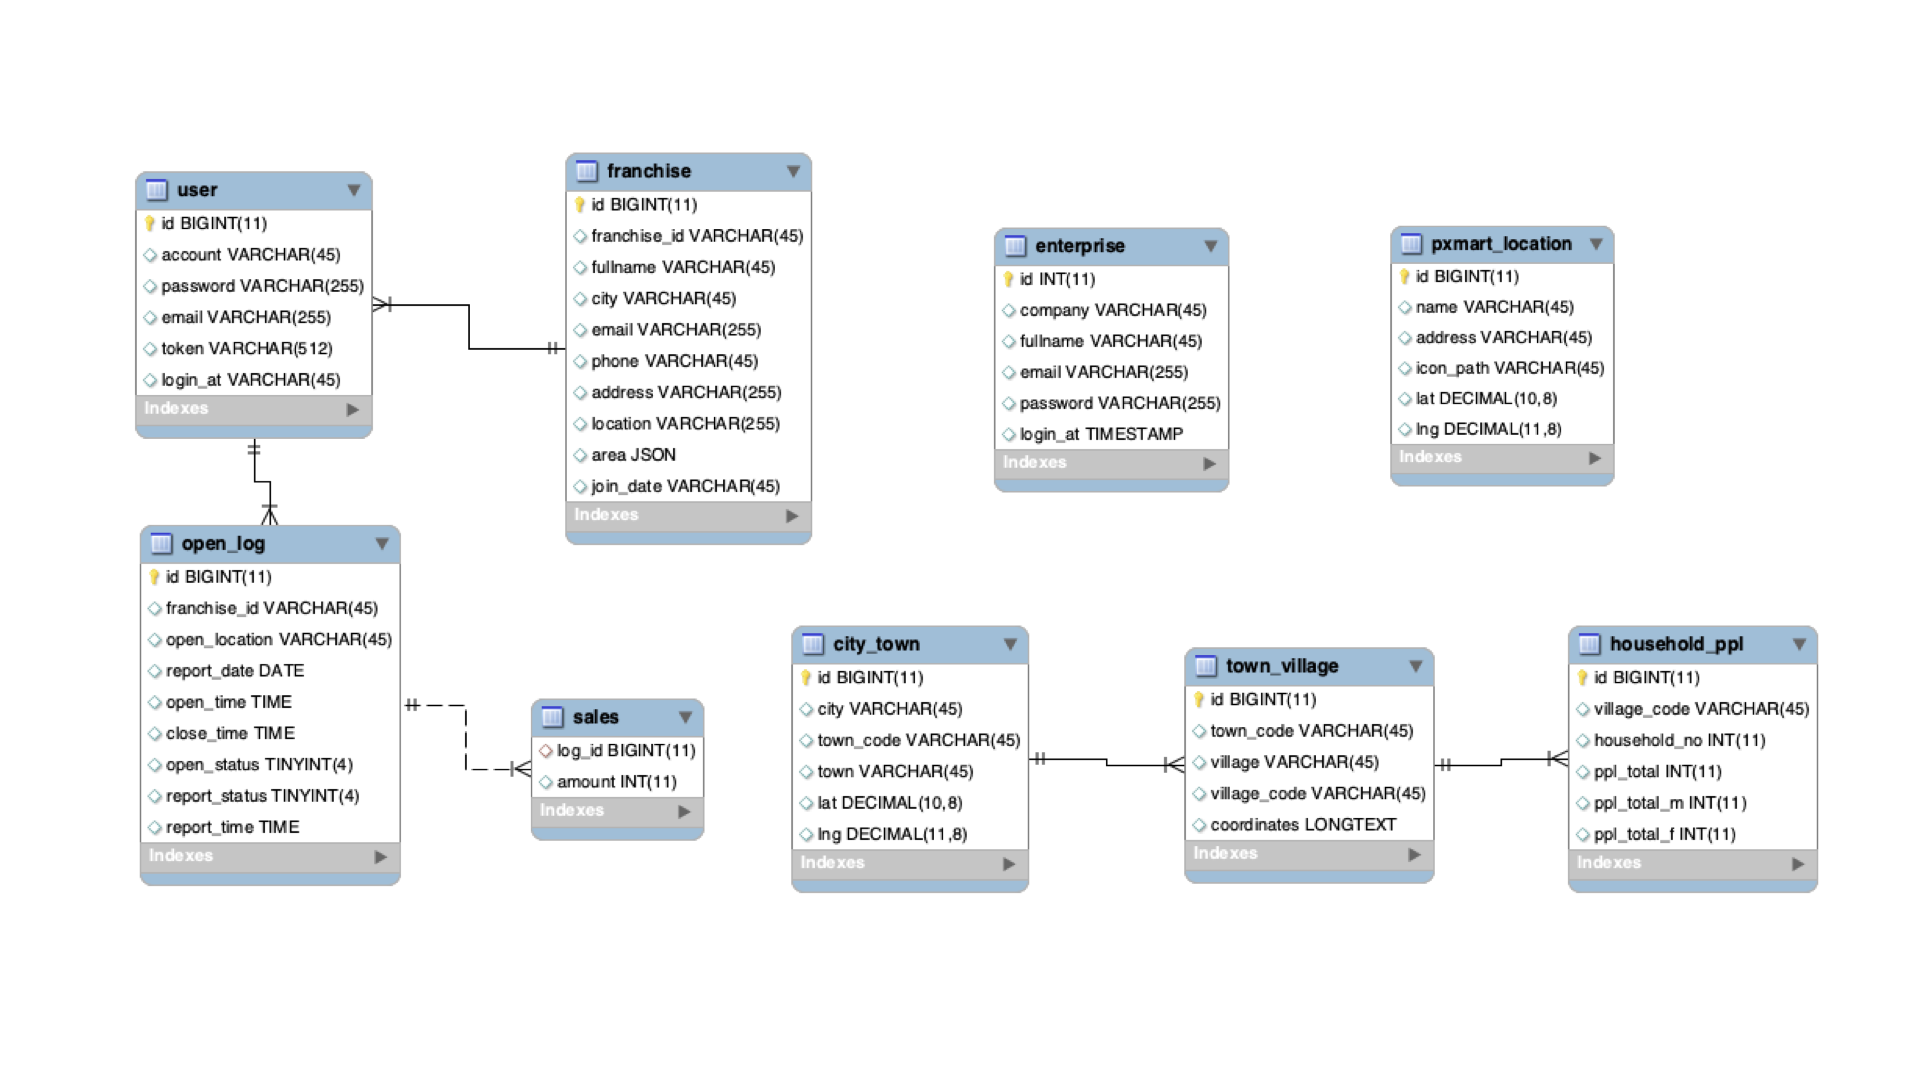 user
id BIGINT(11)
account VARCHAR(45)
password VARCHAR(255)
email VARCHAR(255)
token VARCHAR(512)
login_at VARCHAR(45)
Indexes
franchise
id BIGINT(11)
franchise_id VARCHAR(45)
fullname VARCHAR(45)
city VARCHAR(45)
email VARCHAR(255)
phone VARCHAR(45)
address VARCHAR(255)
location VARCHAR(255)
area JSON
join_date VARCHAR(45)
Indexes
enterprise
id INT(11)
company VARCHAR(45)
fullname VARCHAR(45)
email VARCHAR(255)
password VARCHAR(255)
login_at TIMESTAMP
Indexes
pxmart_location
id BIGINT(11)
name VARCHAR(45)
address VARCHAR(45)
icon_path VARCHAR(45)
lat DECIMAL(10,8)
lng DECIMAL(11,8)
Indexes
open_log
id BIGINT(11)
franchise_id VARCHAR(45)
open_location VARCHAR(45)
report_date DATE
open_time TIME
close_time TIME
open_status TINYINT(4)
report_status TINYINT(4)
report_time TIME
Indexes
sales
log_id BIGINT(11)
amount INT(11)
Indexes
city_town
id BIGINT(11)
city VARCHAR(45)
town_code VARCHAR(45)
town VARCHAR(45)
lat DECIMAL(10,8)
lng DECIMAL(11,8)
Indexes
town_village
id BIGINT(11)
town_code VARCHAR(45)
village VARCHAR(45)
village_code VARCHAR(45)
coordinates LONGTEXT
Indexes
household_ppl
id BIGINT(11)
village_code VARCHAR(45)
household_no INT(11)
ppl_total INT(11)
ppl_total_m INT(11)
ppl_total_f INT(11)
Indexes